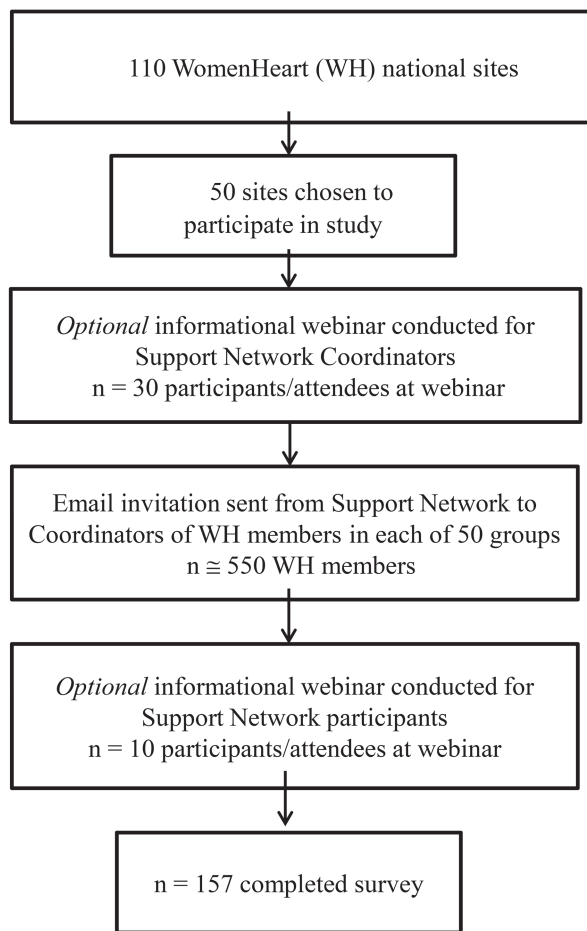 110 WomenHeart (WH) national sites
50 sites chosen to
participate in study
Optional informational webinar conducted for
Support Network Coordinators
n = 30 participants/attendees at webinar
Email invitation sent from Support Network to
Coordinators of WH members in each of 50 groups
n ≅ 550 WH members
Optional informational webinar conducted for
Support Network participants
n = 10 participants/attendees at webinar
n = 157 completed survey